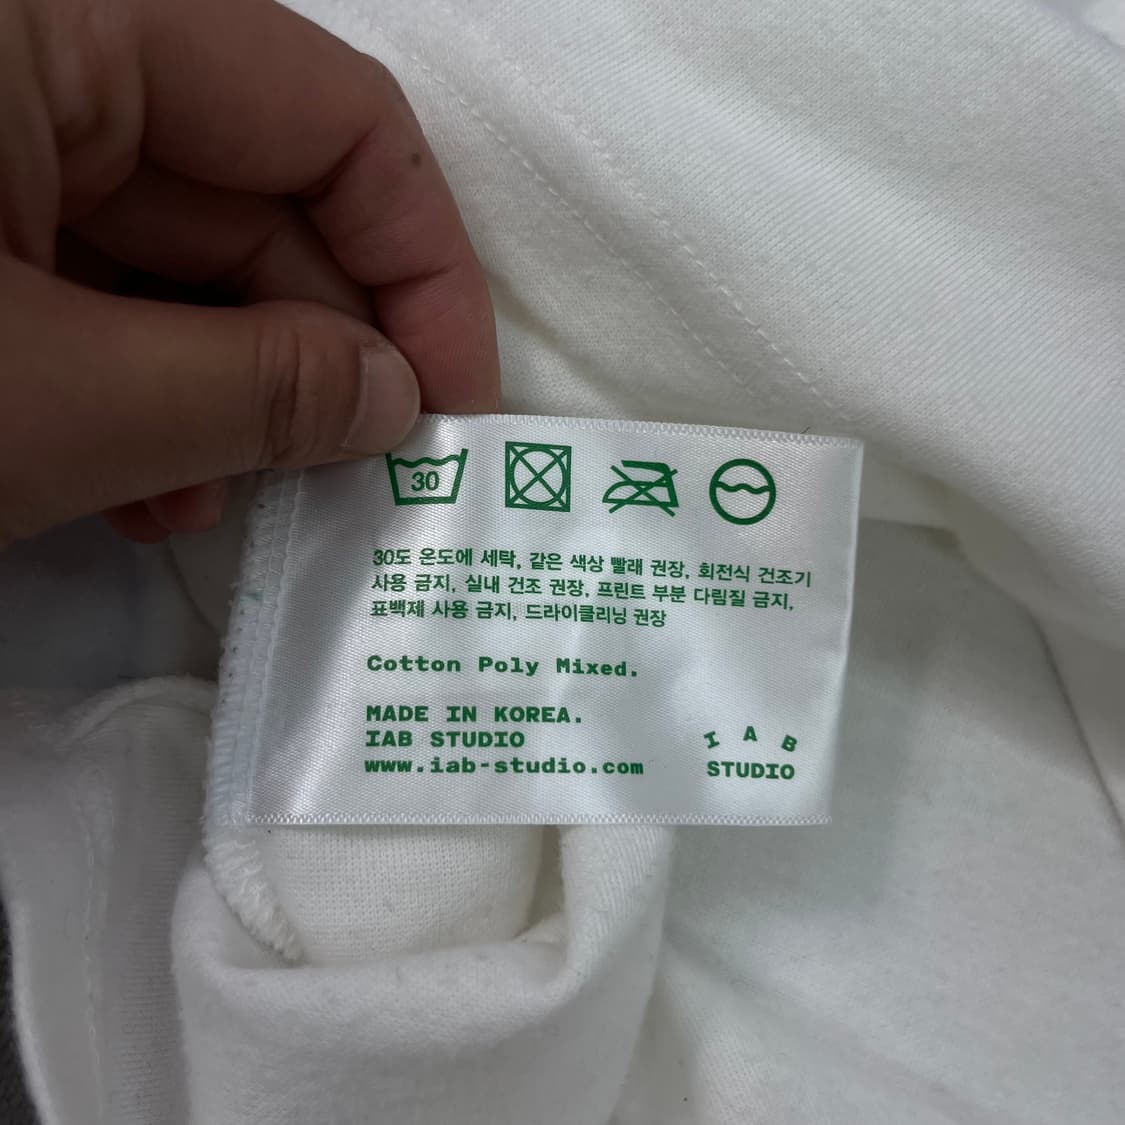 30
30도 온도에 세탁, 같은 색상 빨래 권장, 회전식 건조기
사용 금지, 실내 건조 권장, 프린트 부분 다림질 금지,
표백제 사용 금지, 드라이클리닝 권장
Cotton Poly Mixed.
MADE IN KOREA.
IAB STUDIO
www.iab-studio.com
I A B
STUDIO